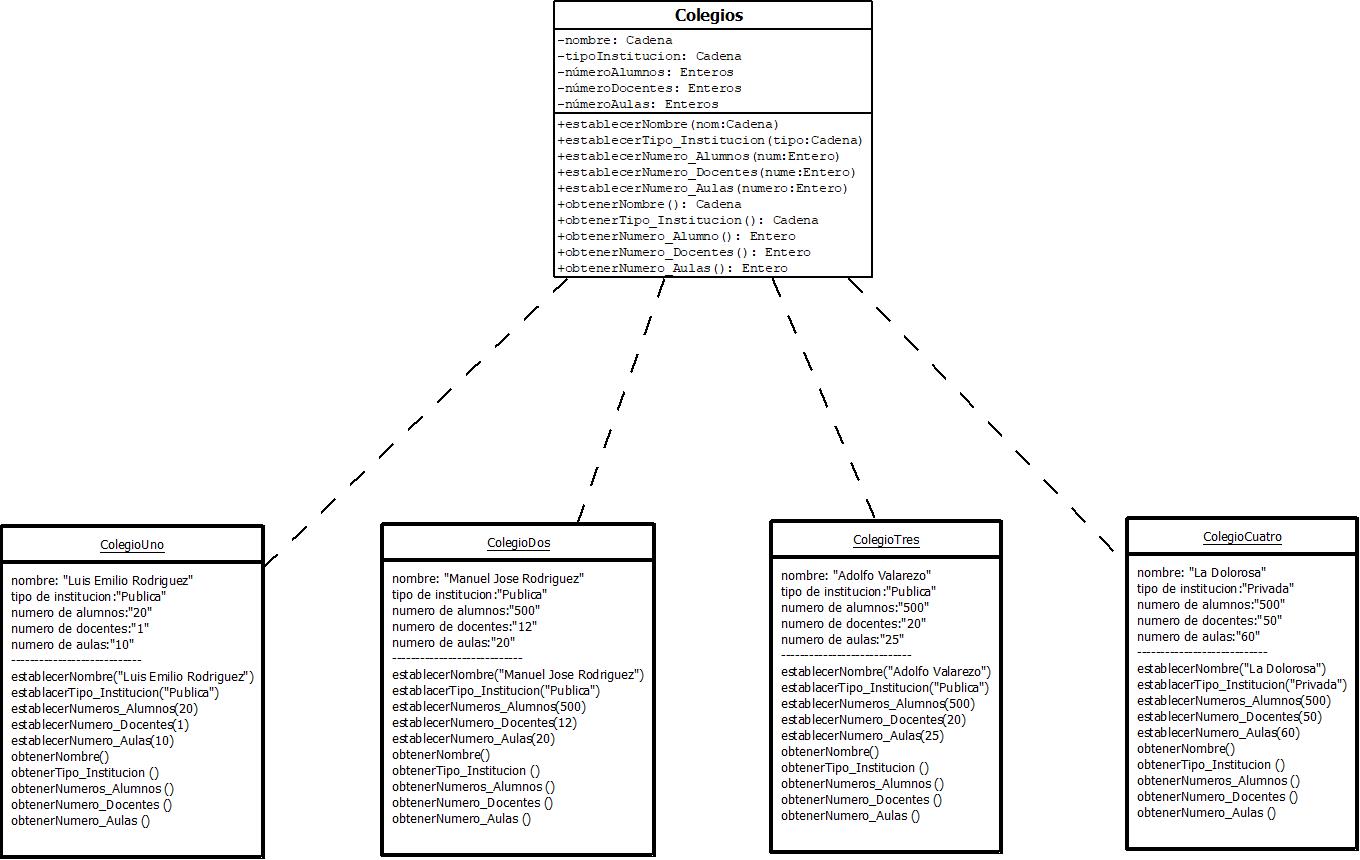 Colegios
-nombre: Cadena
-tipoInstitucion: Cadena
-númeroAlumnos: Enteros
-númeroDocentes: Enteros
-númeroAulas: Enteros
+establecerNombre(nom:Cadena)
+establecerTipo_Institucion(tipo:Cadena)
+establecerNumero_Alumnos(num:Entero)
+establecerNumero_Docentes(nume:Entero)
+establecerNumero_Aulas(numero:Entero)
+obtenerNombre(): Cadena
+obtenerTipo_Institucion(): Cadena
+obtenerNumero_Alumno(): Entero
+obtenerNumero_Docentes(): Entero
+obtenerNumero_Aulas(): Entero
ColegioUno
nombre: "Luis Emilio Rodriguez"
tipo de institucion:"Publica"
numero de alumnos:"20"
numero de docentes:"1"
numero de aulas:"10"
----------------------------
establecerNombre("Luis Emilio Rodriguez")
establacerTipo_Institucion("Publica")
establecerNumeros_Alumnos(20)
establecerNumero_Docentes(1)
establecerNumero_Aulas(10)
obtenerNombre()
obtenerTipo_Institucion ()
obtenerNumeros_Alumnos ()
obtenerNumero_Docentes ()
obtenerNumero_Aulas ()
ColegioDos
nombre: "Manuel Jose Rodriguez"
tipo de institucion:"Publica"
numero de alumnos:"500"
numero de docentes:"12"
numero de aulas:"20"
----------------------------
establecerNombre("Manuel Jose Rodriguez")
establacerTipo_Institucion("Publica")
establecerNumeros_Alumnos(500)
establecerNumero_Docentes(12)
establecerNumero_Aulas(20)
obtenerNombre()
obtenerTipo_Institucion ()
obtenerNumeros_Alumnos ()
obtenerNumero_Docentes ()
obtenerNumero_Aulas ()
ColegioTres
nombre: "Adolfo Valarezo"
tipo de institucion:"Publica"
numero de alumnos:"500"
numero de docentes:"20"
numero de aulas:"25"
----------------------------
establecerNombre("Adolfo Valarezo")
establacerTipo_Institucion("Publica")
establecerNumeros_Alumnos(500)
establecerNumero_Docentes(20)
establecerNumero_Aulas(25)
obtenerNombre()
obtenerTipo_Institucion ()
obtenerNumeros_Alumnos ()
obtenerNumero_Docentes ()
obtenerNumero_Aulas ()
ColegioCuatro
nombre: "La Dolorosa"
tipo de institucion:"Privada"
numero de alumnos:"500"
numero de docentes:"50"
numero de aulas:"60"
----------------------------
establecerNombre("La Dolorosa")
establacerTipo_Institucion("Privada")
establecerNumeros_Alumnos(500)
establecerNumero_Docentes(50)
establecerNumero_Aulas(60)
obtenerNombre()
obtenerTipo_Institucion ()
obtenerNumeros_Alumnos ()
obtenerNumero_Docentes ()
obtenerNumero_Aulas ()